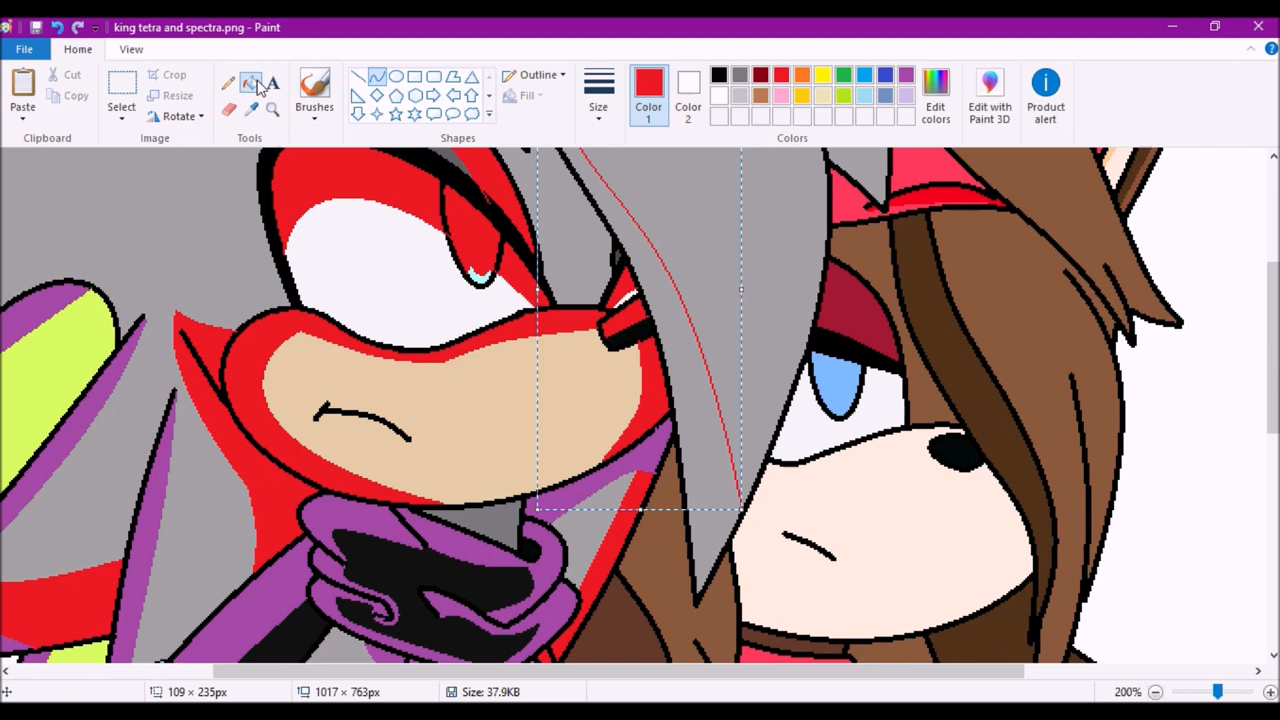 king tetra and spectra.png - Paint
File Home View
Paste
Cut
Copy
Clipboard
Select
Crop
Resize
Rotate
Image
A
Tools
Brushes
Outline
Fill
Shapes
Size
Color 1
Color 2
Edit colors
Colors
Edit with Paint 3D
Product alert
109 × 235px
1017 × 763px
Size: 37.9KB
200%